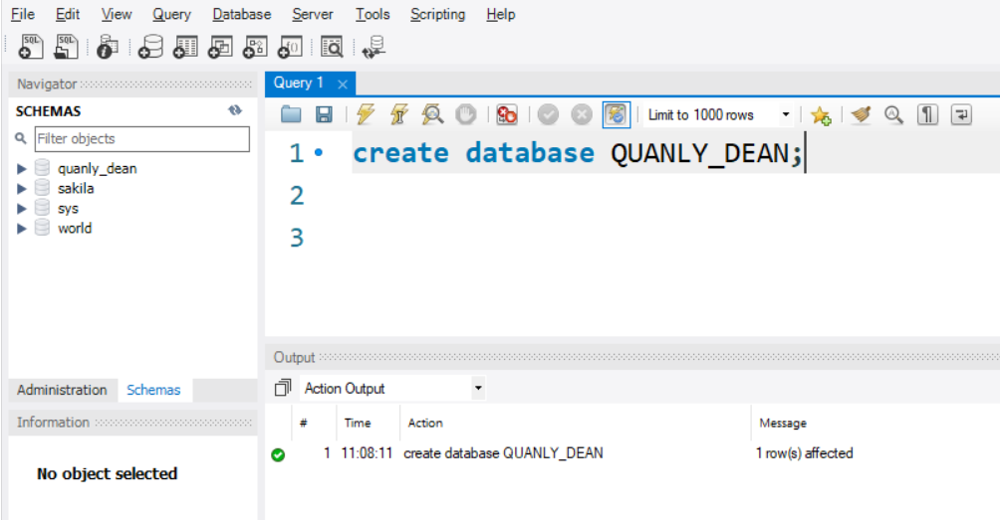 File Edit View Query Database Server Tools Scripting Help
SQL SQL
Navigator
Query 1
SCHEMAS
Limit to 1000 rows
Filter objects
quanly_dean
sakila
sys
world
1 create database QUANLY_DEAN;
2
3
Output
Administration Schemas
Action Output
Information
# Time Action Message
1 11:08:11 create database QUANLY_DEAN 1 row(s) affected
No object selected